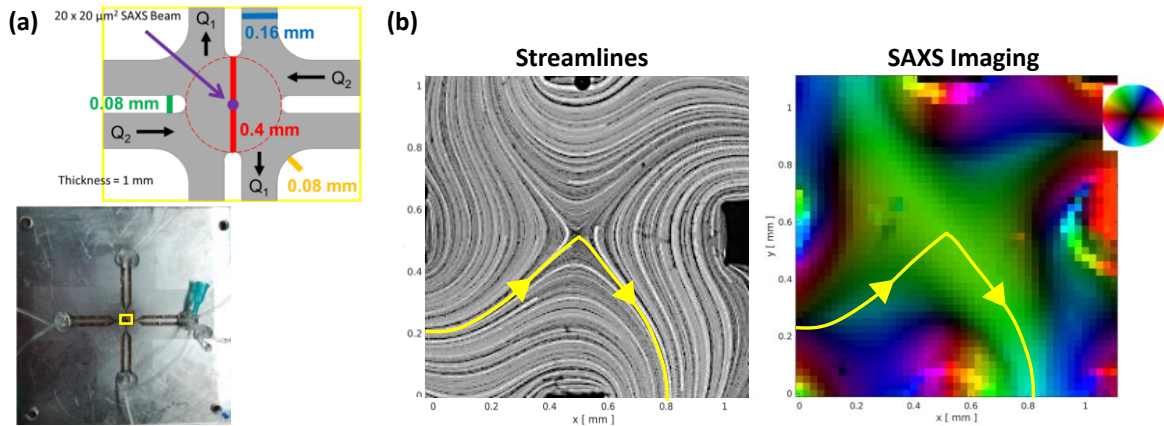 (a)
20 x 20 µm² SAXS Beam
Q₁
0.16 mm
Q₂
0.08 mm
Q₂
0.4 mm
Q₁
0.08 mm
Thickness = 1 mm
(b)
Streamlines
1
0.8
0.6
0.4
0.2
0
0 0.2 0.4 0.6 0.8 1
x [ mm ]
SAXS Imaging
y [ mm ]
1
0.8
0.6
0.4
0.2
0
0 0.2 0.4 0.6 0.8 1
x [ mm ]